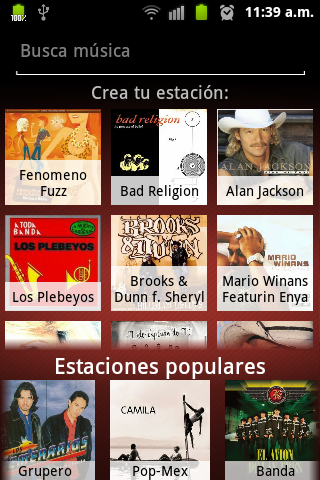 100%
11:39 a.m.
Busca música
Crea tu estación:
bad religion
ALAN JACKSON
Fenomeno
Fuzz
Bad Religion
Alan Jackson
A TODA
BANDA
LOS PLEBEYOS
BROOKS
& DUNN
MARIO
WINANS
Los Plebeyos
Brooks &
Dunn f. Sheryl
Mario Winans
Featurin Enya
Estaciones populares
CAMILA
EL AVION
Grupero
Pop-Mex
Banda